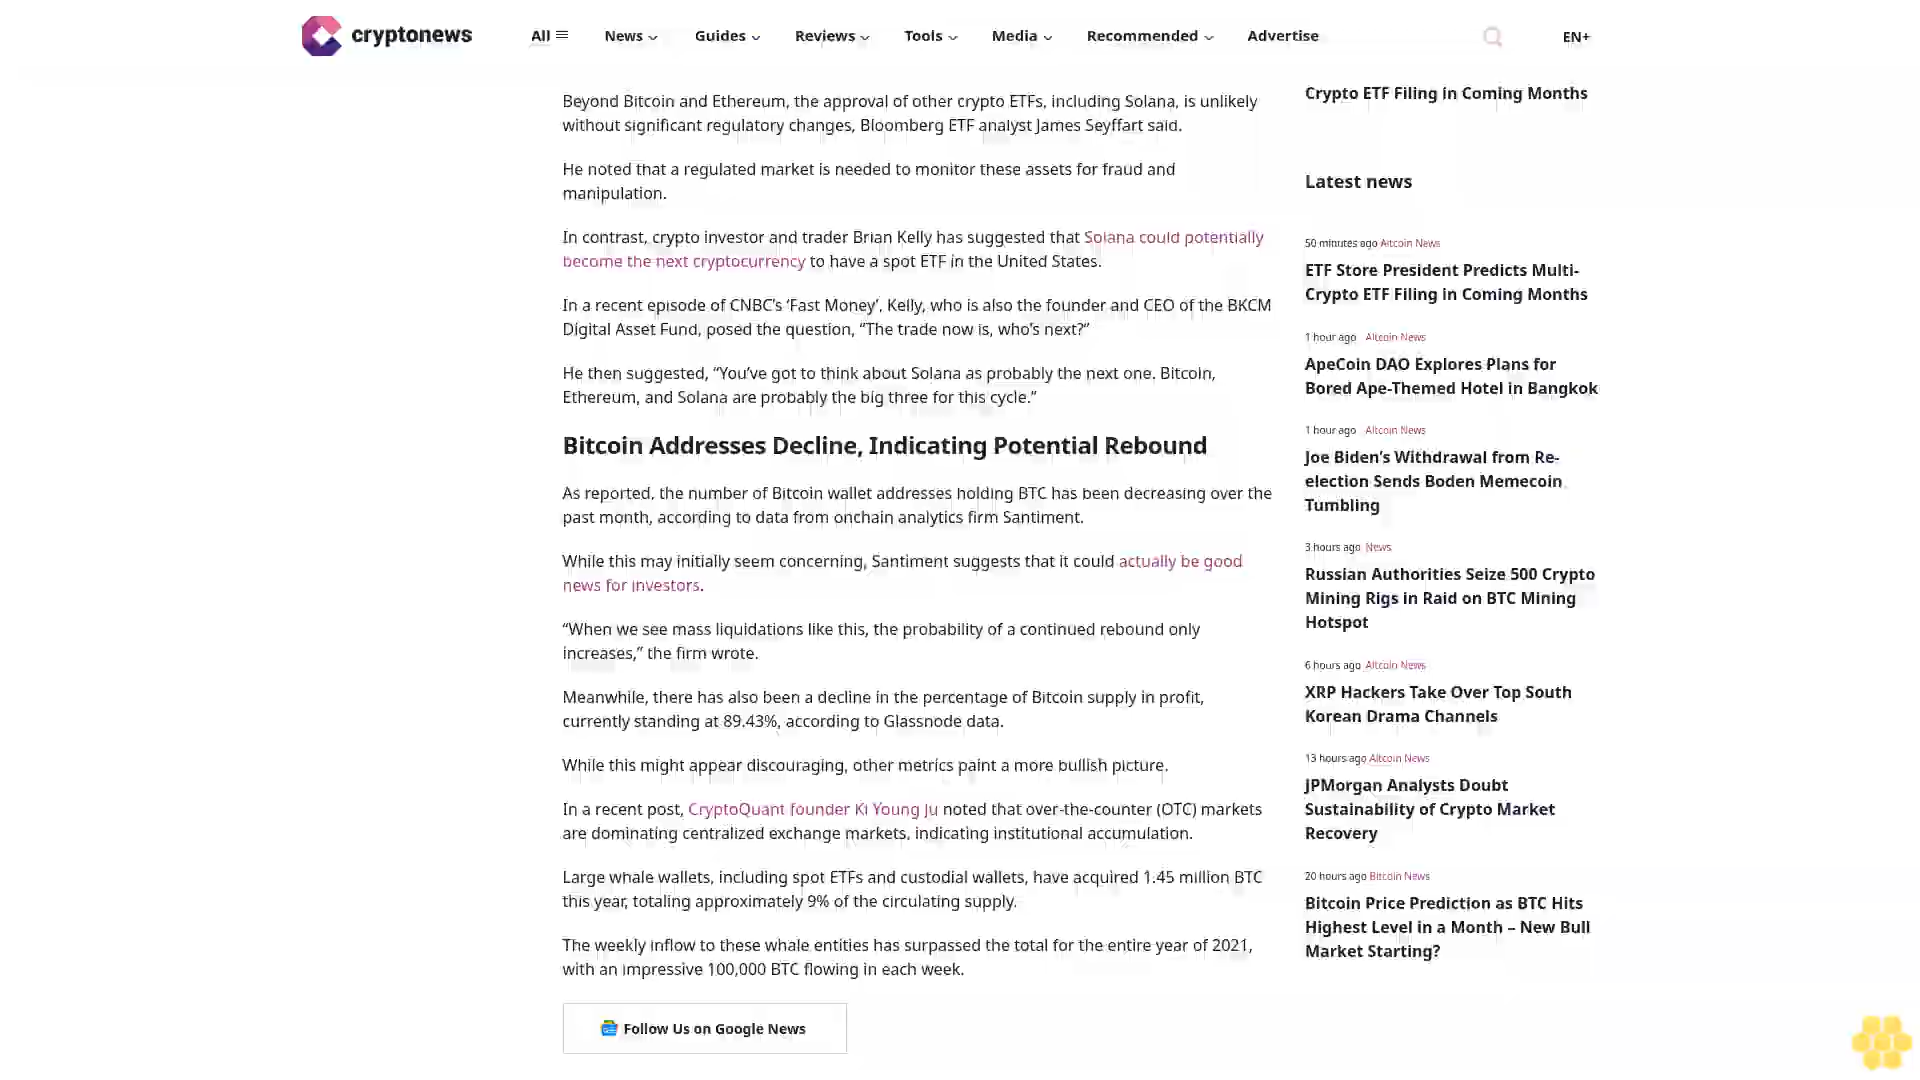 cryptonews
All
News
Guides
Reviews
Tools
Media
Recommended
Advertise
EN+
Beyond Bitcoin and Ethereum, the approval of other crypto ETFs, including Solana, is unlikely
without significant regulatory changes, Bloomberg ETF analyst James Seyffart said.
He noted that a regulated market is needed to monitor these assets for fraud and
manipulation.
In contrast, crypto investor and trader Brian Kelly has suggested that Solana could potentially
become the next cryptocurrency to have a spot ETF in the United States.
In a recent episode of CNBC’s ‘Fast Money’, Kelly, who is also the founder and CEO of the BKCM
Digital Asset Fund, posed the question, “The trade now is, who’s next?”
He then suggested, “You’ve got to think about Solana as probably the next one. Bitcoin,
Ethereum, and Solana are probably the big three for this cycle.”
Bitcoin Addresses Decline, Indicating Potential Rebound
As reported, the number of Bitcoin wallet addresses holding BTC has been decreasing over the
past month, according to data from onchain analytics firm Santiment.
While this may initially seem concerning, Santiment suggests that it could actually be good
news for investors.
“When we see mass liquidations like this, the probability of a continued rebound only
increases,” the firm wrote.
Meanwhile, there has also been a decline in the percentage of Bitcoin supply in profit,
currently standing at 89.43%, according to Glassnode data.
While this might appear discouraging, other metrics paint a more bullish picture.
In a recent post, CryptoQuant founder Ki Young Ju noted that over-the-counter (OTC) markets
are dominating centralized exchange markets, indicating institutional accumulation.
Large whale wallets, including spot ETFs and custodial wallets, have acquired 1.45 million BTC
this year, totaling approximately 9% of the circulating supply.
The weekly inflow to these whale entities has surpassed the total for the entire year of 2021,
with an impressive 100,000 BTC flowing in each week.
Follow Us on Google News
Crypto ETF Filing in Coming Months
Latest news
50 minutes ago Altcoin News
ETF Store President Predicts Multi-
Crypto ETF Filing in Coming Months
1 hour ago Altcoin News
ApeCoin DAO Explores Plans for
Bored Ape-Themed Hotel in Bangkok
1 hour ago Altcoin News
Joe Biden’s Withdrawal from Re-
election Sends Boden Memecoin
Tumbling
3 hours ago News
Russian Authorities Seize 500 Crypto
Mining Rigs in Raid on BTC Mining
Hotspot
6 hours ago Altcoin News
XRP Hackers Take Over Top South
Korean Drama Channels
13 hours ago Altcoin News
JPMorgan Analysts Doubt
Sustainability of Crypto Market
Recovery
20 hours ago Bitcoin News
Bitcoin Price Prediction as BTC Hits
Highest Level in a Month – New Bull
Market Starting?